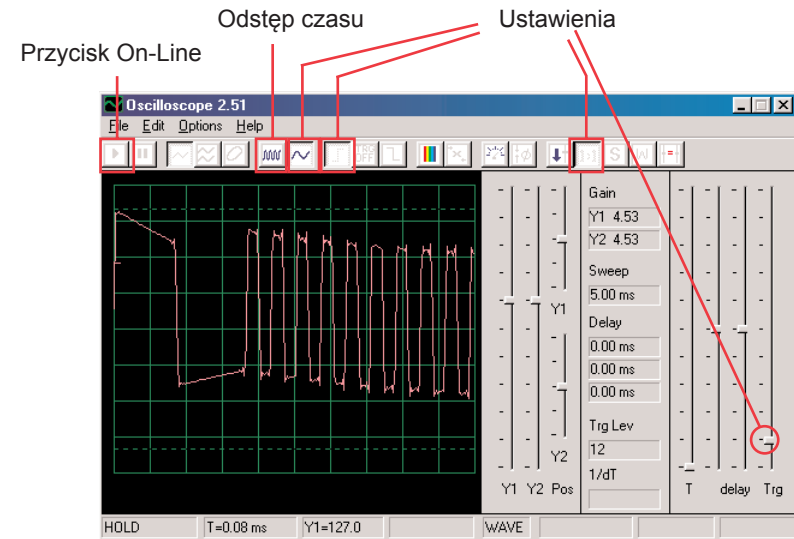 Odstęp czasu
Ustawienia
Przycisk On-Line
Oscilloscope 2.51
File Edit Options Help
TRG OFF
S W
Gain
Y1 4.53
Y2 4.53
Sweep
5.00 ms
Y1
Delay
0.00 ms
0.00 ms
0.00 ms
Trg Lev
12
Y2
1/dT
Y1 Y2 Pos
T delay Trg
HOLD T=0.08 ms Y1=127.0 WAVE